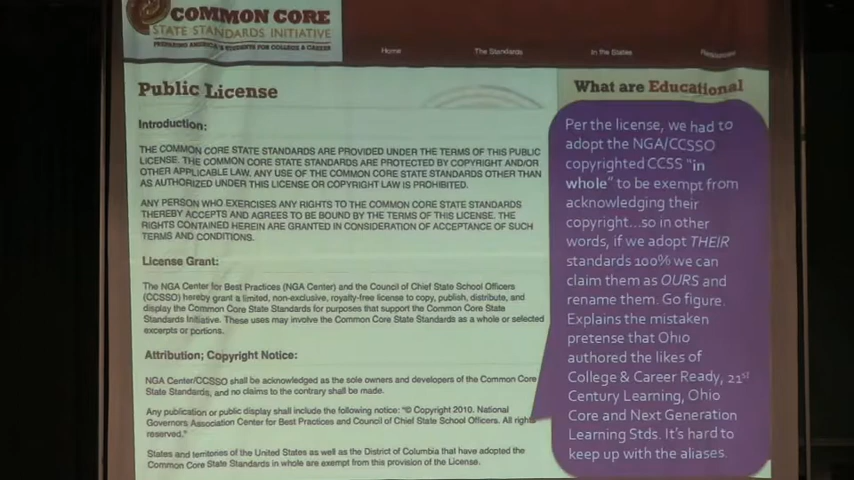 COMMON CORE
STATE STANDARDS INITIATIVE
PREPARING AMERICA'S STUDENTS FOR COLLEGE & CAREER
Home
The Standards
In the States
Resources
Public License
Introduction:
THE COMMON CORE STATE STANDARDS ARE PROVIDED UNDER THE TERMS OF THIS PUBLIC
LICENSE. THE COMMON CORE STATE STANDARDS ARE PROTECTED BY COPYRIGHT AND/OR
OTHER APPLICABLE LAW. ANY USE OF THE COMMON CORE STATE STANDARDS OTHER THAN
AS AUTHORIZED UNDER THIS LICENSE OR COPYRIGHT LAW IS PROHIBITED.
ANY PERSON WHO EXERCISES ANY RIGHTS TO THE COMMON CORE STATE STANDARDS
THEREBY ACCEPTS AND AGREES TO BE BOUND BY THE TERMS OF THIS LICENSE. THE
RIGHTS CONTAINED HEREIN ARE GRANTED IN CONSIDERATION OF ACCEPTANCE OF SUCH
TERMS AND CONDITIONS.
License Grant:
The NGA Center for Best Practices (NGA Center) and the Council of Chief State School Officers
(CCSSO) hereby grant a limited, non-exclusive, royalty-free license to copy, publish, distribute, and
display the Common Core State Standards for purposes that support the Common Core State
Standards Initiative. These uses may involve the Common Core State Standards as a whole or selected
excerpts or portions.
Attribution; Copyright Notice:
NGA Center/CCSSO shall be acknowledged as the sole owners and developers of the Common Core
State Standards, and no claims to the contrary shall be made.
Any publication or public display shall include the following notice: "© Copyright 2010. National
Governors Association Center for Best Practices and Council of Chief State School Officers. All rights
reserved."
States and territories of the United States as well as the District of Columbia that have adopted the
Common Core State Standards in whole are exempt from this provision of the License.
What are Educational
Per the license, we had to
adopt the NGA/CCSSO
copyrighted CCSS "in
whole" to be exempt from
acknowledging their
copyright...so in other
words, if we adopt THEIR
standards 100% we can
claim them as OURS and
rename them. Go figure.
Explains the mistaken
pretense that Ohio
authored the likes of
College & Career Ready, 21st
Century Learning, Ohio
Core and Next Generation
Learning Stds. It's hard to
keep up with the aliases.